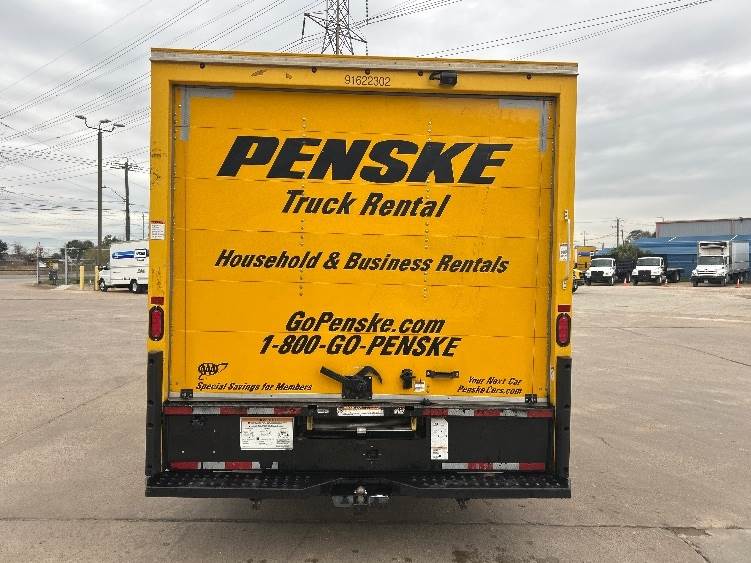 91622302
PENSKE
Truck Rental
Household & Business Rentals
GoPenske.com
1-800-GO-PENSKE
AAA
Special Savings for Members
Your Next Car
PenskeCars.com